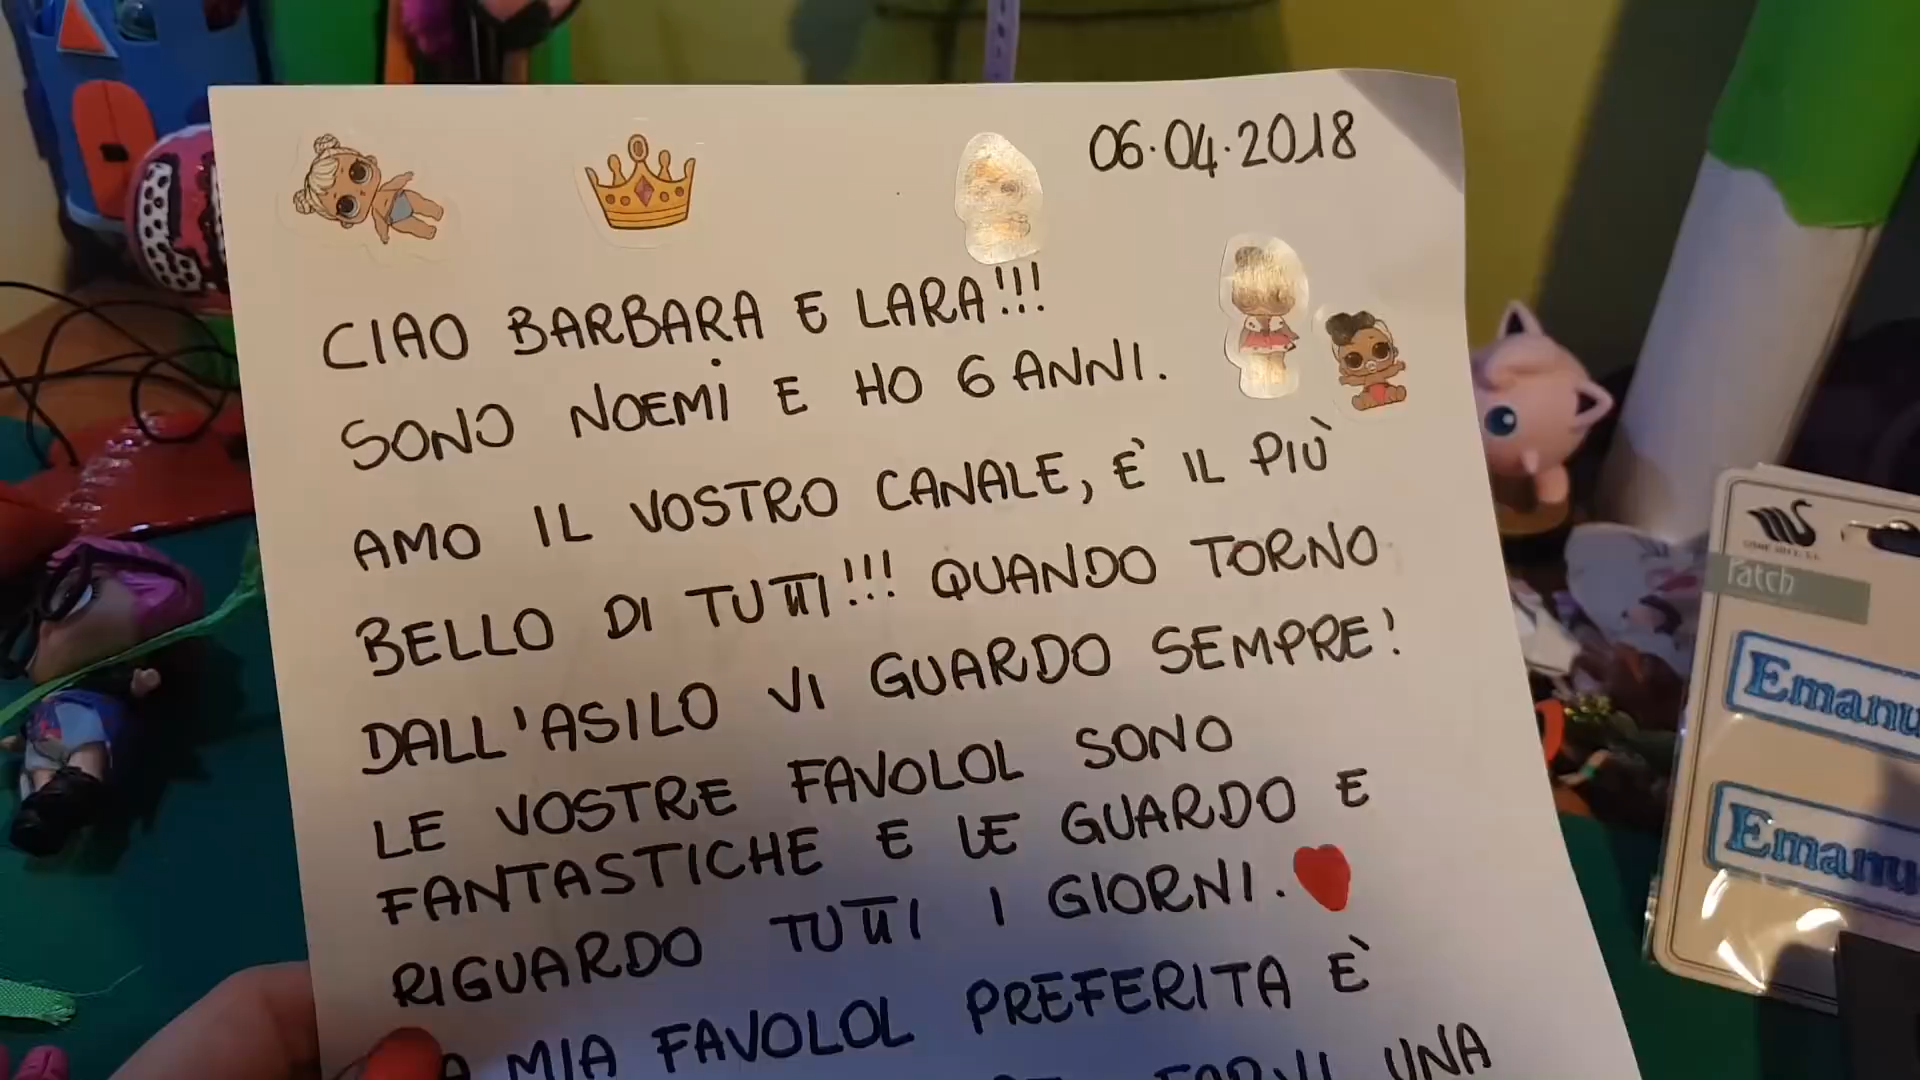 06.04.2018
CIAO BARBARA E LARA!!!
SONO NOEMI E HO 6 ANNI.
AMO IL VOSTRO CANALE, E' IL PIÙ
BELLO DI TUTTI!!! QUANDO TORNO
DALL'ASILO VI GUARDO SEMPRE!
LE VOSTRE FAVOLOL SONO
FANTASTICHE E LE GUARDO E
RIGUARDO TUTTI I GIORNI.
MIA FAVOLOL PREFERITA È
FARVI UNA
Patch
Emanu
Emanu